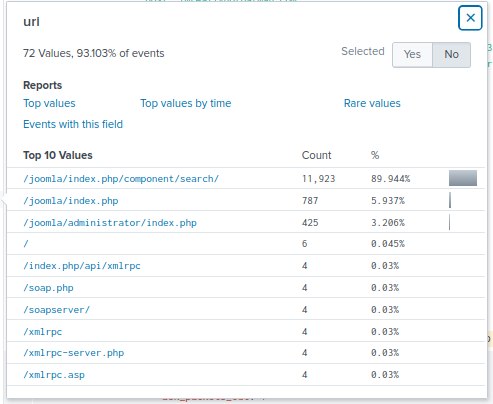 uri
72 Values, 93.103% of events
Selected Yes No
Reports
Top values Top values by time Rare values
Events with this field
Top 10 Values Count %
/joomla/index.php/component/search/ 11,923 89.944%
/joomla/index.php 787 5.937%
/joomla/administrator/index.php 425 3.206%
/ 6 0.045%
/index.php/api/xmlrpc 4 0.03%
/soap.php 4 0.03%
/soapserver/ 4 0.03%
/xmlrpc 4 0.03%
/xmlrpc-server.php 4 0.03%
/xmlrpc.asp 4 0.03%